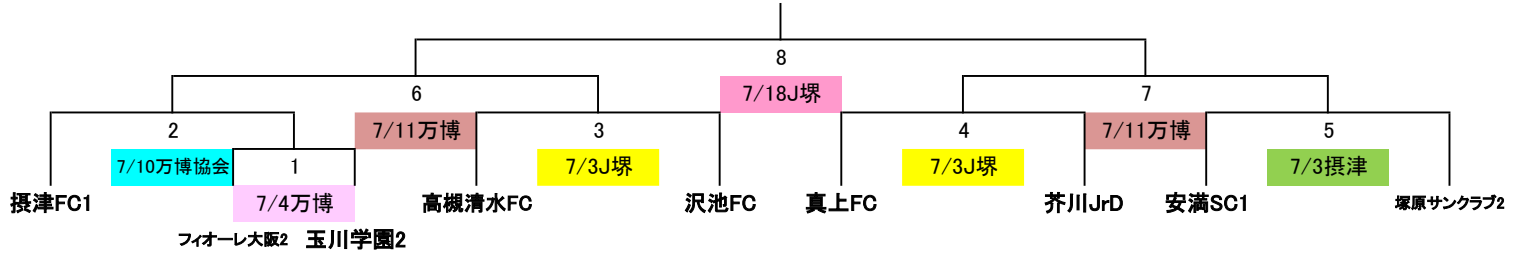 8
7/18J堺
6
7
7/11万博
7/11万博
2
3
4
5
7/10万博協会
1
7/3J堺
7/3J堺
7/3摂津
摂津FC1
7/4万博
高槻清水FC
沢池FC
真上FC
芥川JrD
安満SC1
塚原サンクラブ2
フィオーレ大阪2
玉川学園2